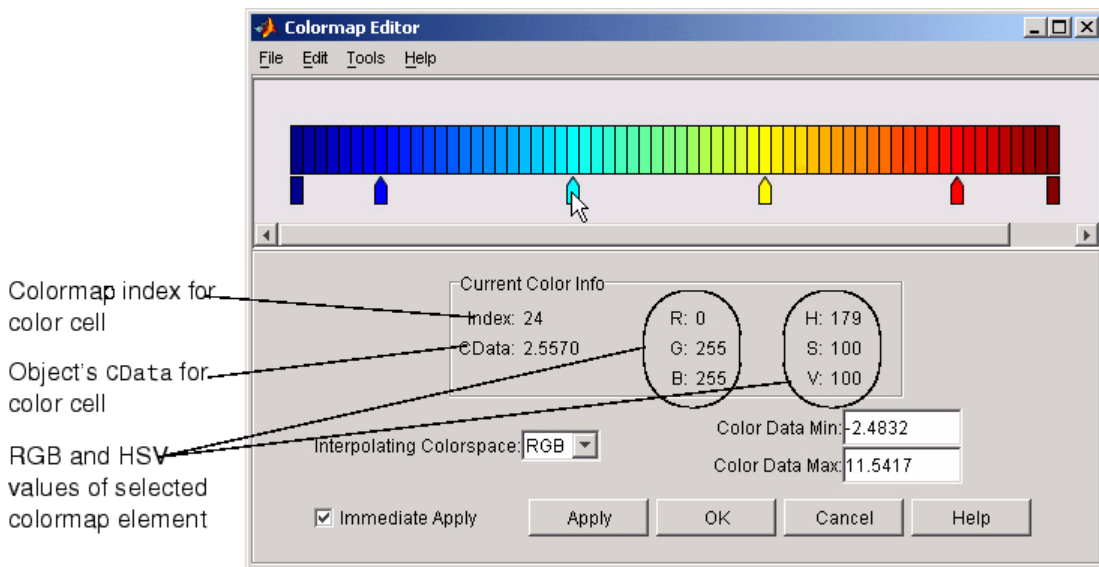 Colormap Editor
File Edit Tools Help
Current Color Info
Index: 24
CData: 2.5570
R: 0
G: 255
B: 255
H: 179
S: 100
V: 100
Colormap index for
color cell
Object's CData for
color cell
RGB and HSV
values of selected
colormap element
Interpolating Colorspace: RGB
Color Data Min: -2.4832
Color Data Max: 11.5417
Immediate Apply
Apply
OK
Cancel
Help